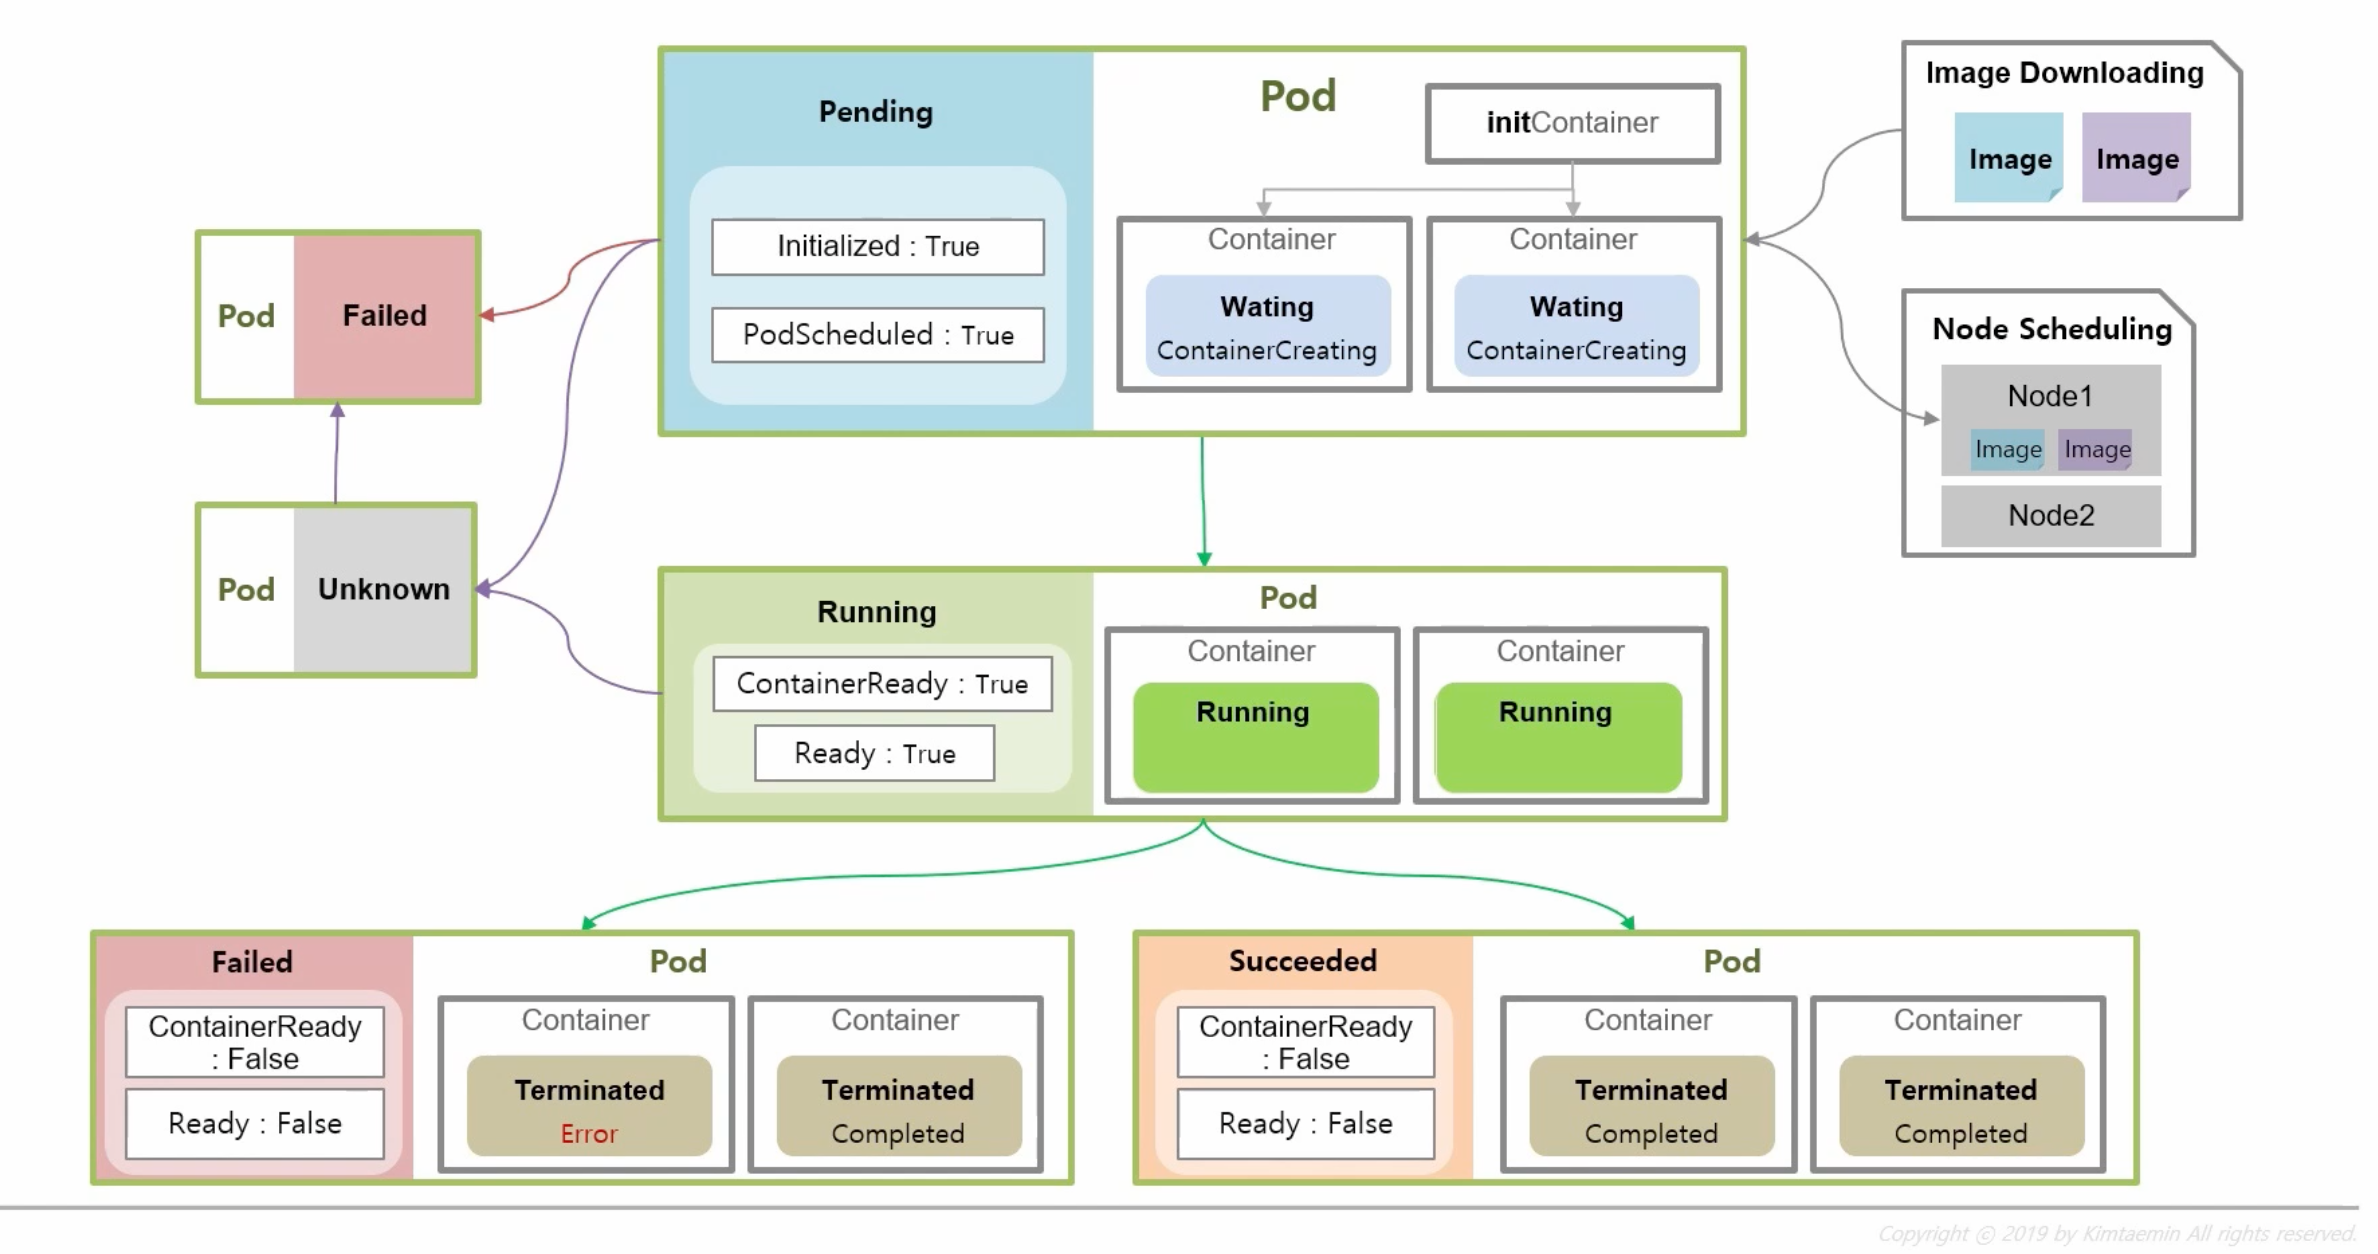 Pending
Initialized : True
PodScheduled : True
Pod
initContainer
Container
Wating
ContainerCreating
Container
Wating
ContainerCreating
Image Downloading
Image
Image
Node Scheduling
Node1
Image
Image
Node2
Pod
Failed
Pod
Unknown
Running
ContainerReady : True
Ready : True
Pod
Container
Running
Container
Running
Failed
ContainerReady
: False
Ready : False
Pod
Container
Terminated
Error
Container
Terminated
Completed
Succeeded
ContainerReady
: False
Ready : False
Pod
Container
Terminated
Completed
Container
Terminated
Completed
Copyright © 2019 by Kimtaemin All rights reserved.